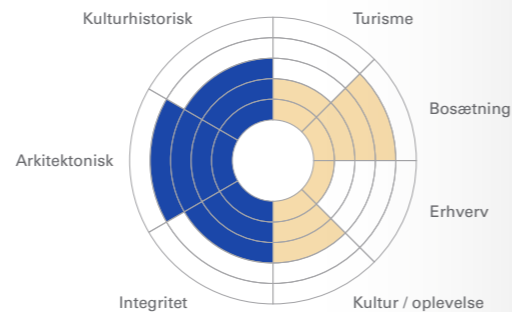 Kulturhistorisk
Turisme
Bosætning
Arkitektonisk
Erhverv
Integritet
Kultur / oplevelse